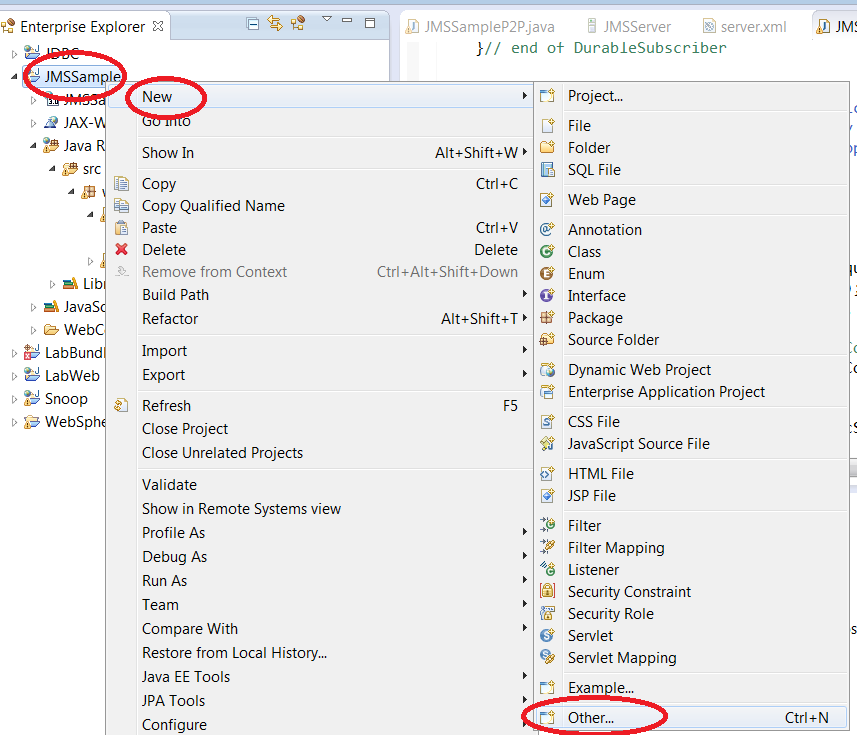 Enterprise Explorer
JMSSampleP2P.java
JMSServer
server.xml
JM
}// end of DurableSubscriber
JDBC
JMSSample
JMSSa
JAX-W
Java R
src
Libr
JavaSc
WebCo
LabBundl
LabWeb
Snoop
WebSphe
New
Go Into
Show In Alt+Shift+W
Copy Ctrl+C
Copy Qualified Name
Paste Ctrl+V
Delete Delete
Remove from Context Ctrl+Alt+Shift+Down
Build Path
Refactor Alt+Shift+T
Import
Export
Refresh F5
Close Project
Close Unrelated Projects
Validate
Show in Remote Systems view
Profile As
Debug As
Run As
Team
Compare With
Restore from Local History...
Java EE Tools
JPA Tools
Configure
Project...
File
Folder
SQL File
Web Page
Annotation
Class
Enum
Interface
Package
Source Folder
Dynamic Web Project
Enterprise Application Project
CSS File
JavaScript Source File
HTML File
JSP File
Filter
Filter Mapping
Listener
Security Constraint
Security Role
Servlet
Servlet Mapping
Example...
Other... Ctrl+N